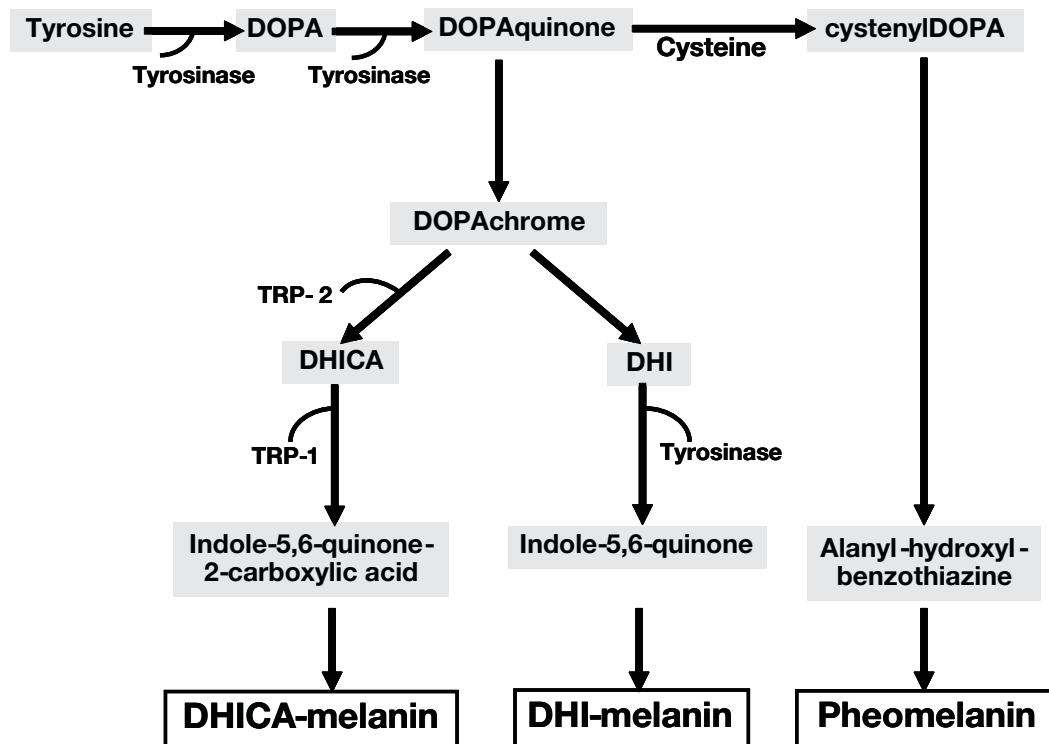 Tyrosine
DOPA
DOPAquinone
cystenylDOPA
Tyrosinase
Tyrosinase
Cysteine
DOPAchrome
TRP- 2
DHICA
DHI
TRP-1
Tyrosinase
Indole-5,6-quinone-
2-carboxylic acid
Indole-5,6-quinone
Alanyl-hydroxyl-
benzothiazine
DHICA-melanin
DHI-melanin
Pheomelanin